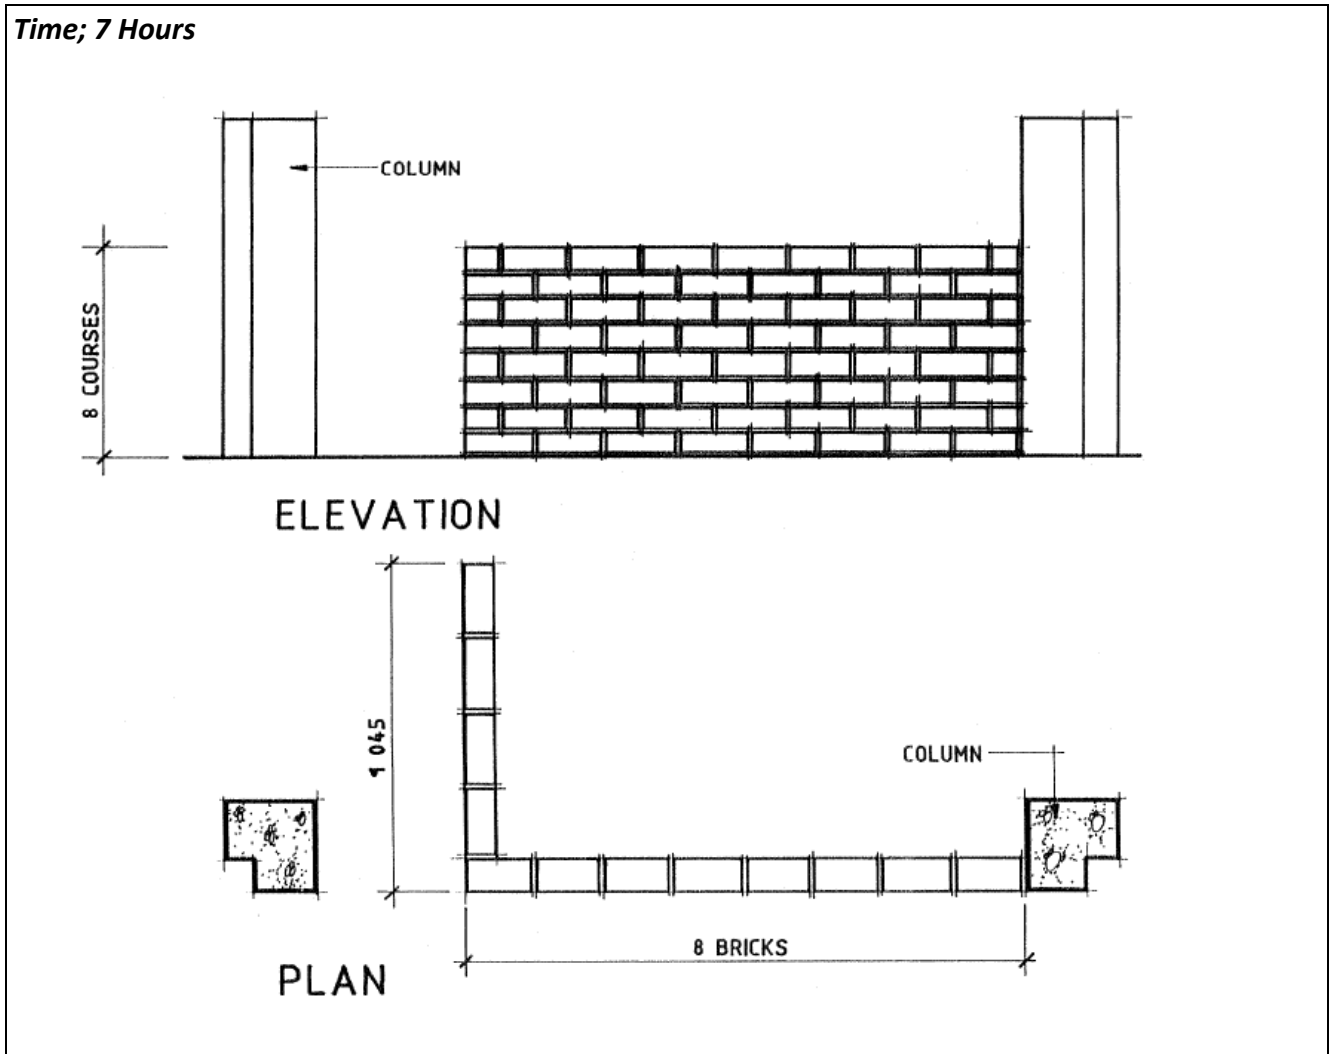 Time; 7 Hours
COLUMN
8 COURSES
ELEVATION
1 045
COLUMN
8 BRICKS
PLAN